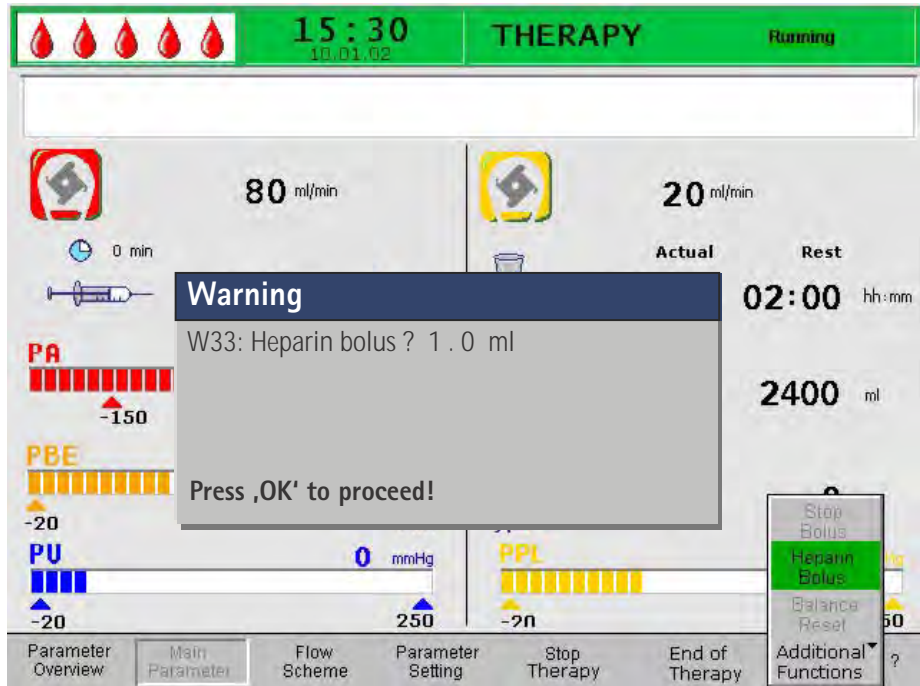 15:30
10.01.02
THERAPY
Running
80 ml/min
20 ml/min
0 min
Actual Rest
02:00 hh:mm
Warning
W33: Heparin bolus ? 1 . 0 ml
Press ‚OK‘ to proceed!
PA
-150
2400 ml
PBE
-20
PV 0 mmHg
-20 250
PPL
-20
50
Stop
Bolus
Heparin
Bolus
Balance
Reset
Additional
Functions
Parameter
Overview
Main
Parameter
Flow
Scheme
Parameter
Setting
Stop
Therapy
End of
Therapy
?